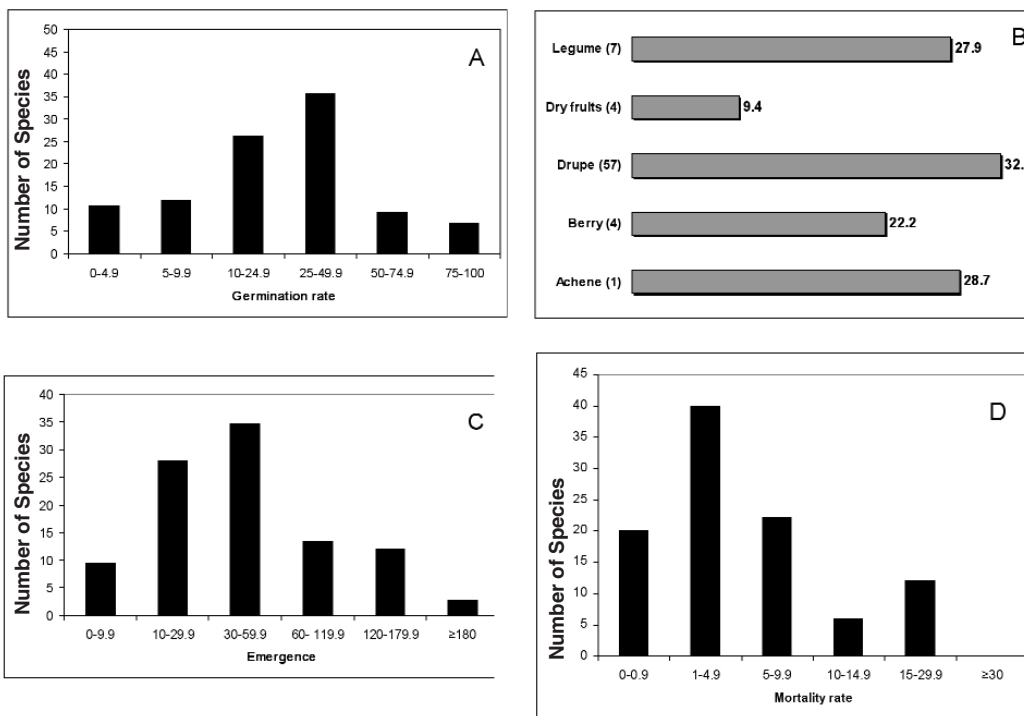 A
Number of Species
50
45
40
35
30
25
20
15
10
5
0
0-4.9 5-9.9 10-24.9 25-49.9 50-74.9 75-100
Germination rate
B
Legume (7) 27.9
Dry fruits (4) 9.4
Drupe (57) 32.
Berry (4) 22.2
Achene (1) 28.7
C
Number of Species
40
35
30
25
20
15
10
5
0
0-9.9 10-29.9 30-59.9 60- 119.9 120-179.9 ≥180
Emergence
D
Number of Species
45
40
35
30
25
20
15
10
5
0
0-0.9 1-4.9 5-9.9 10-14.9 15-29.9 ≥30
Mortality rate